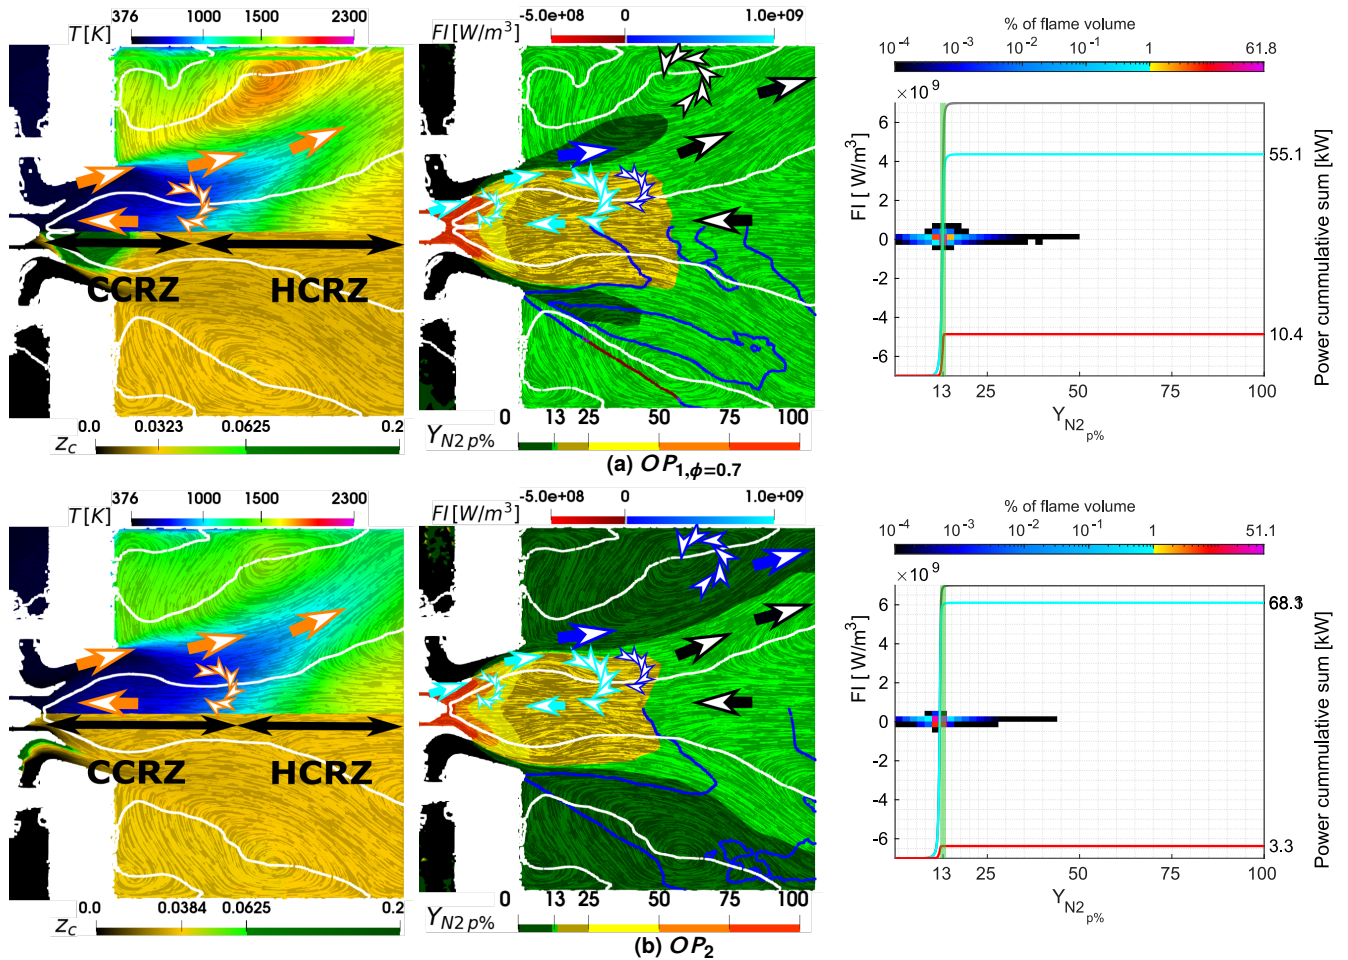 376 1000 1500 2300
T [K]
-5.0e+08 0 1.0e+09
FI [W/m³]
% of flame volume
10⁻⁴ 10⁻³ 10⁻² 10⁻¹ 1 61.8
× 10⁹
6
4
2
0
-2
-4
-6
FI [ W/m³]
55.1
10.4
Power cummulative sum [kW]
13 25 50 75 100
Y_N2_p%
CCRZ HCRZ
0.0 0.0323 0.0625 0.2
z_c
0 13 25 50 75 100
Y_N2 p%
(a) OP_1,ϕ=0.7
376 1000 1500 2300
T [K]
-5.0e+08 0 1.0e+09
FI [W/m³]
% of flame volume
10⁻⁴ 10⁻³ 10⁻² 10⁻¹ 1 51.1
× 10⁹
6
4
2
0
-2
-4
-6
FI [ W/m³]
3.3
Power cummulative sum [kW]
13 25 50 75 100
Y_N2_p%
CCRZ HCRZ
0.0 0.0384 0.0625 0.2
z_c
0 13 25 50 75 100
Y_N2 p%
(b) OP_2